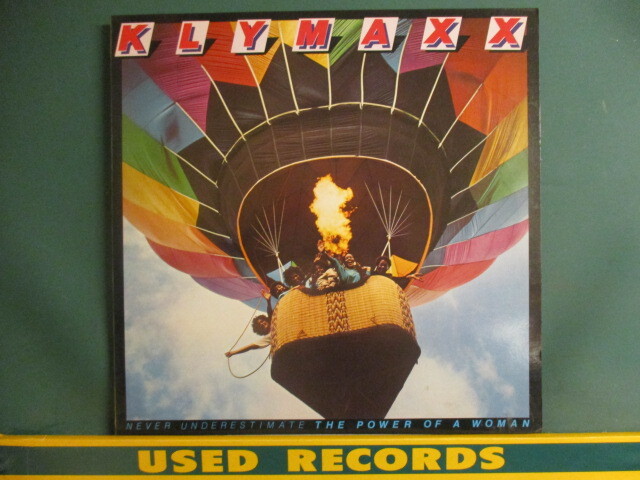 KLYMAXX
NEVER UNDERESTIMATE THE POWER OF A WOMAN
USED RECORDS